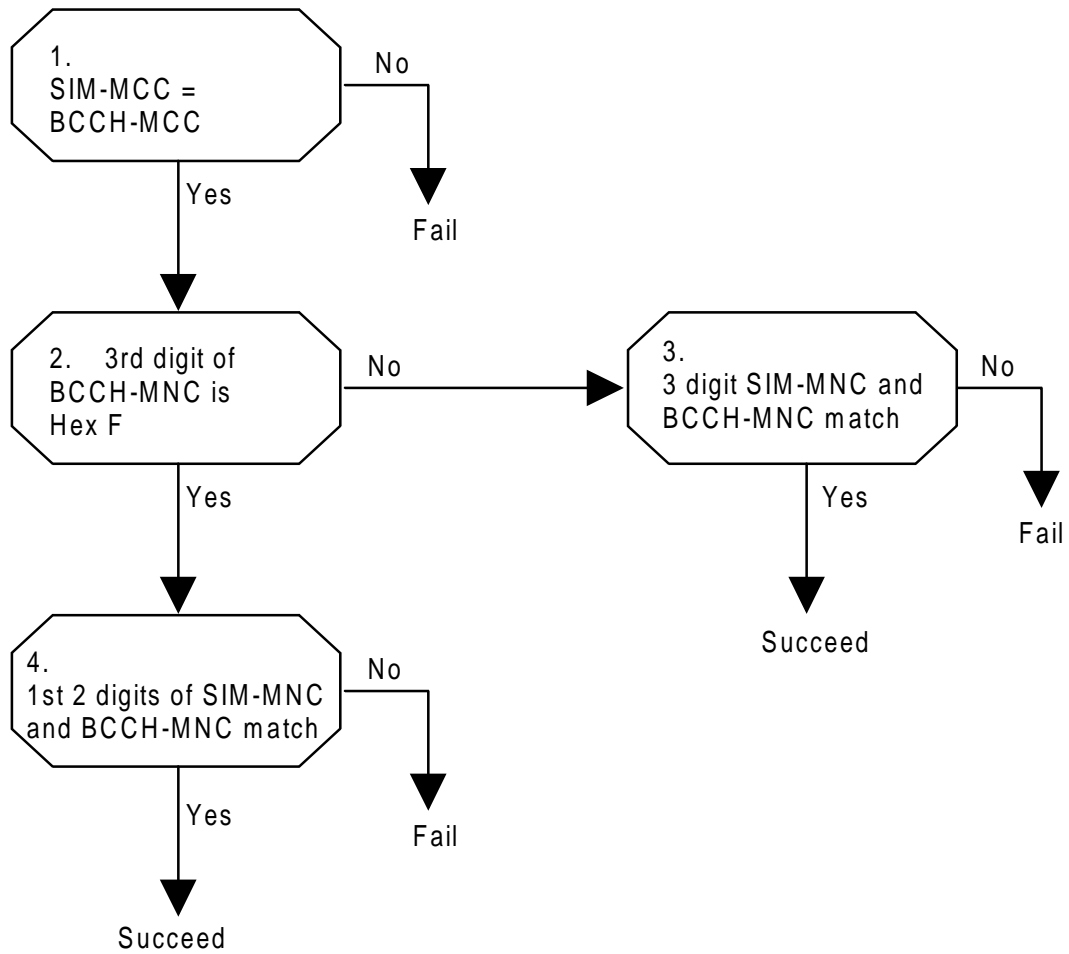 1.
SIM-MCC =
BCCH-MCC
No
Fail
Yes
2. 3rd digit of
BCCH-MNC is
Hex F
No
3.
3 digit SIM-MNC and
BCCH-MNC match
No
Fail
Yes
Succeed
Yes
4.
1st 2 digits of SIM-MNC
and BCCH-MNC match
No
Fail
Yes
Succeed